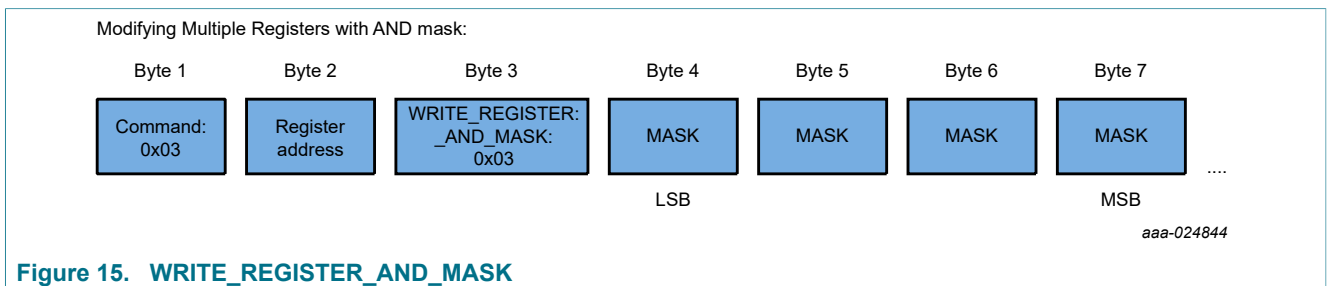 Modifying Multiple Registers with AND mask:
Byte 1 Byte 2 Byte 3 Byte 4 Byte 5 Byte 6 Byte 7
Command:
0x03
Register
address
WRITE_REGISTER:
_AND_MASK:
0x03
MASK
MASK
MASK
MASK
....
LSB MSB
aaa-024844
Figure 15. WRITE_REGISTER_AND_MASK